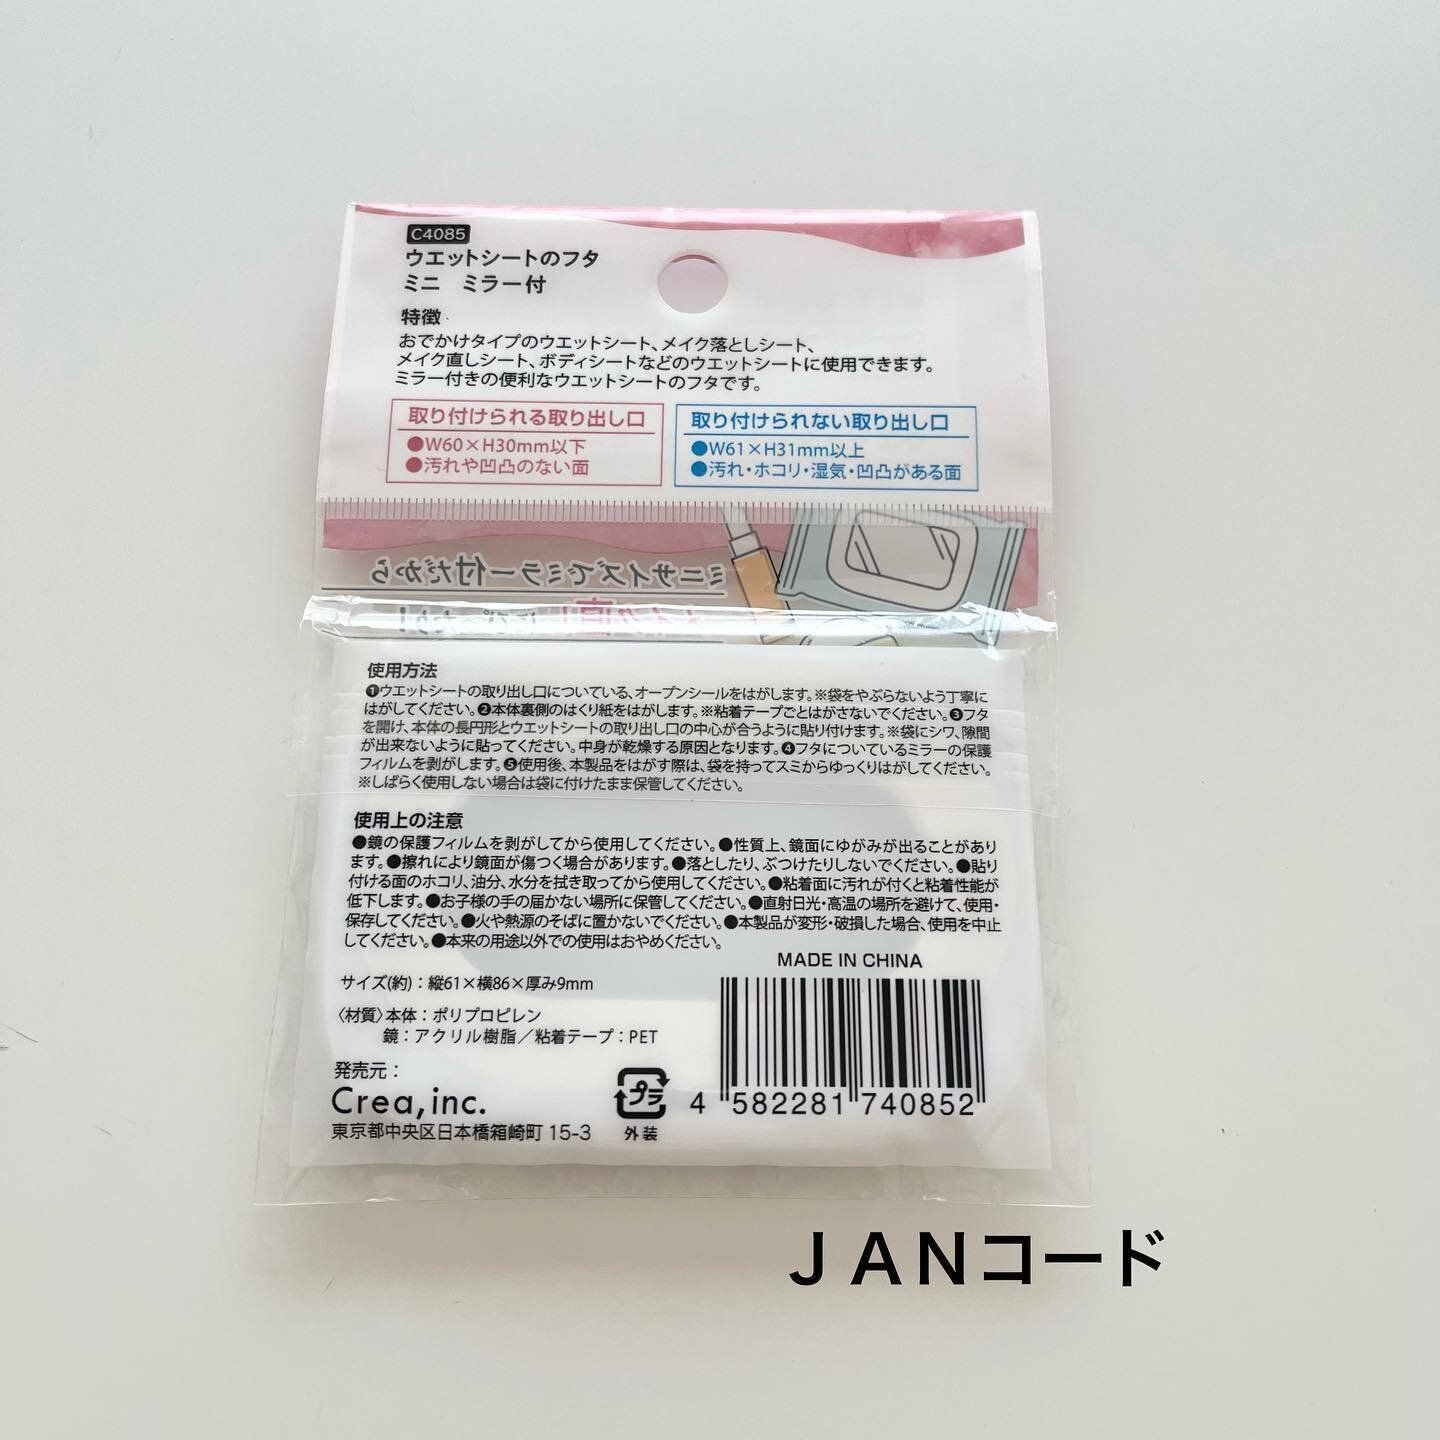 C4085
ウエットシートのフタ
ミニ ミラー付
特徴
おでかけタイプのウエットシート、メイク落としシート、
メイク直しシート、ボディシートなどのウエットシートに使用できます。
ミラー付きの便利なウエットシートのフタです。
取り付けられる取り出し口
●W60×H30mm以下
●汚れや凹凸のない面
取り付けられない取り出し口
●W61×H31mm以上
●汚れ・ホコリ・湿気・凹凸がある面
ミニサイズでミラー付だから
使用方法
❶ウエットシートの取り出し口についている、オープンシールをはがします。※袋をやぶらないよう丁寧に
はがしてください。❷本体裏側のはくり紙をはがします。※粘着テープごとはがさないでください。❸フタ
を開け、本体の長円形とウエットシートの取り出し口の中心が合うように貼り付けます。※袋にシワ、隙間
が出来ないように貼ってください。中身が乾燥する原因となります。❹フタについているミラーの保護
フィルムを剥がします。❺使用後、本製品をはがす際は、袋を持ってスミからゆっくりはがしてください。
※しばらく使用しない場合は袋に付けたまま保管してください。
使用上の注意
●鏡の保護フィルムを剥がしてから使用してください。●性質上、鏡面にゆがみが出ることがあり
ます。●擦れにより鏡面が傷つく場合があります。●落としたり、ぶつけたりしないでください。●貼り
付ける面のホコリ、油分、水分を拭き取ってから使用してください。●粘着面に汚れが付くと粘着性能が
低下します。●お子様の手の届かない場所に保管してください。●直射日光・高温の場所を避けて、使用・
保存してください。●火や熱源のそばに置かないでください。●本製品が変形・破損した場合、使用を中止
してください。●本来の用途以外での使用はおやめください。
MADE IN CHINA
サイズ(約)：縦61×横86×厚み9mm
〈材質〉本体：ポリプロピレン
鏡：アクリル樹脂／粘着テープ：PET
発売元：
Crea,inc.
東京都中央区日本橋箱崎町 15-3
プラ
外装
4 582281 740852
ＪＡＮコード